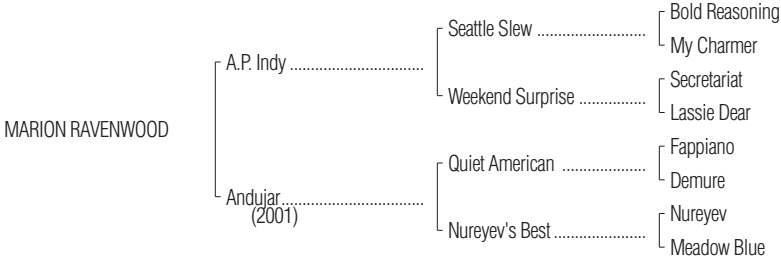 Bold Reasoning
Seattle Slew ..........................
My Charmer
A.P. Indy ................................
Secretariat
Weekend Surprise ................
Lassie Dear
MARION RAVENWOOD
Fappiano
Quiet American ....................
Demure
Andujar..................................
(2001)
Nureyev
Nureyev's Best ......................
Meadow Blue